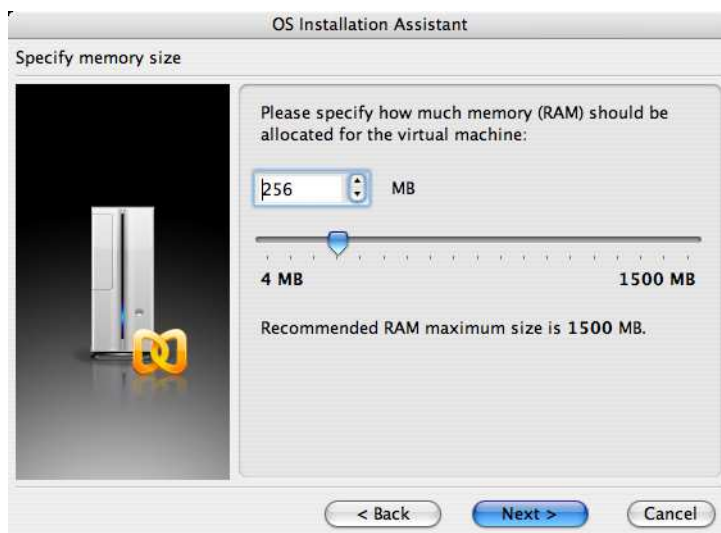 OS Installation Assistant
Specify memory size
Please specify how much memory (RAM) should be
allocated for the virtual machine:
256 MB
4 MB 1500 MB
Recommended RAM maximum size is 1500 MB.
< Back Next > Cancel